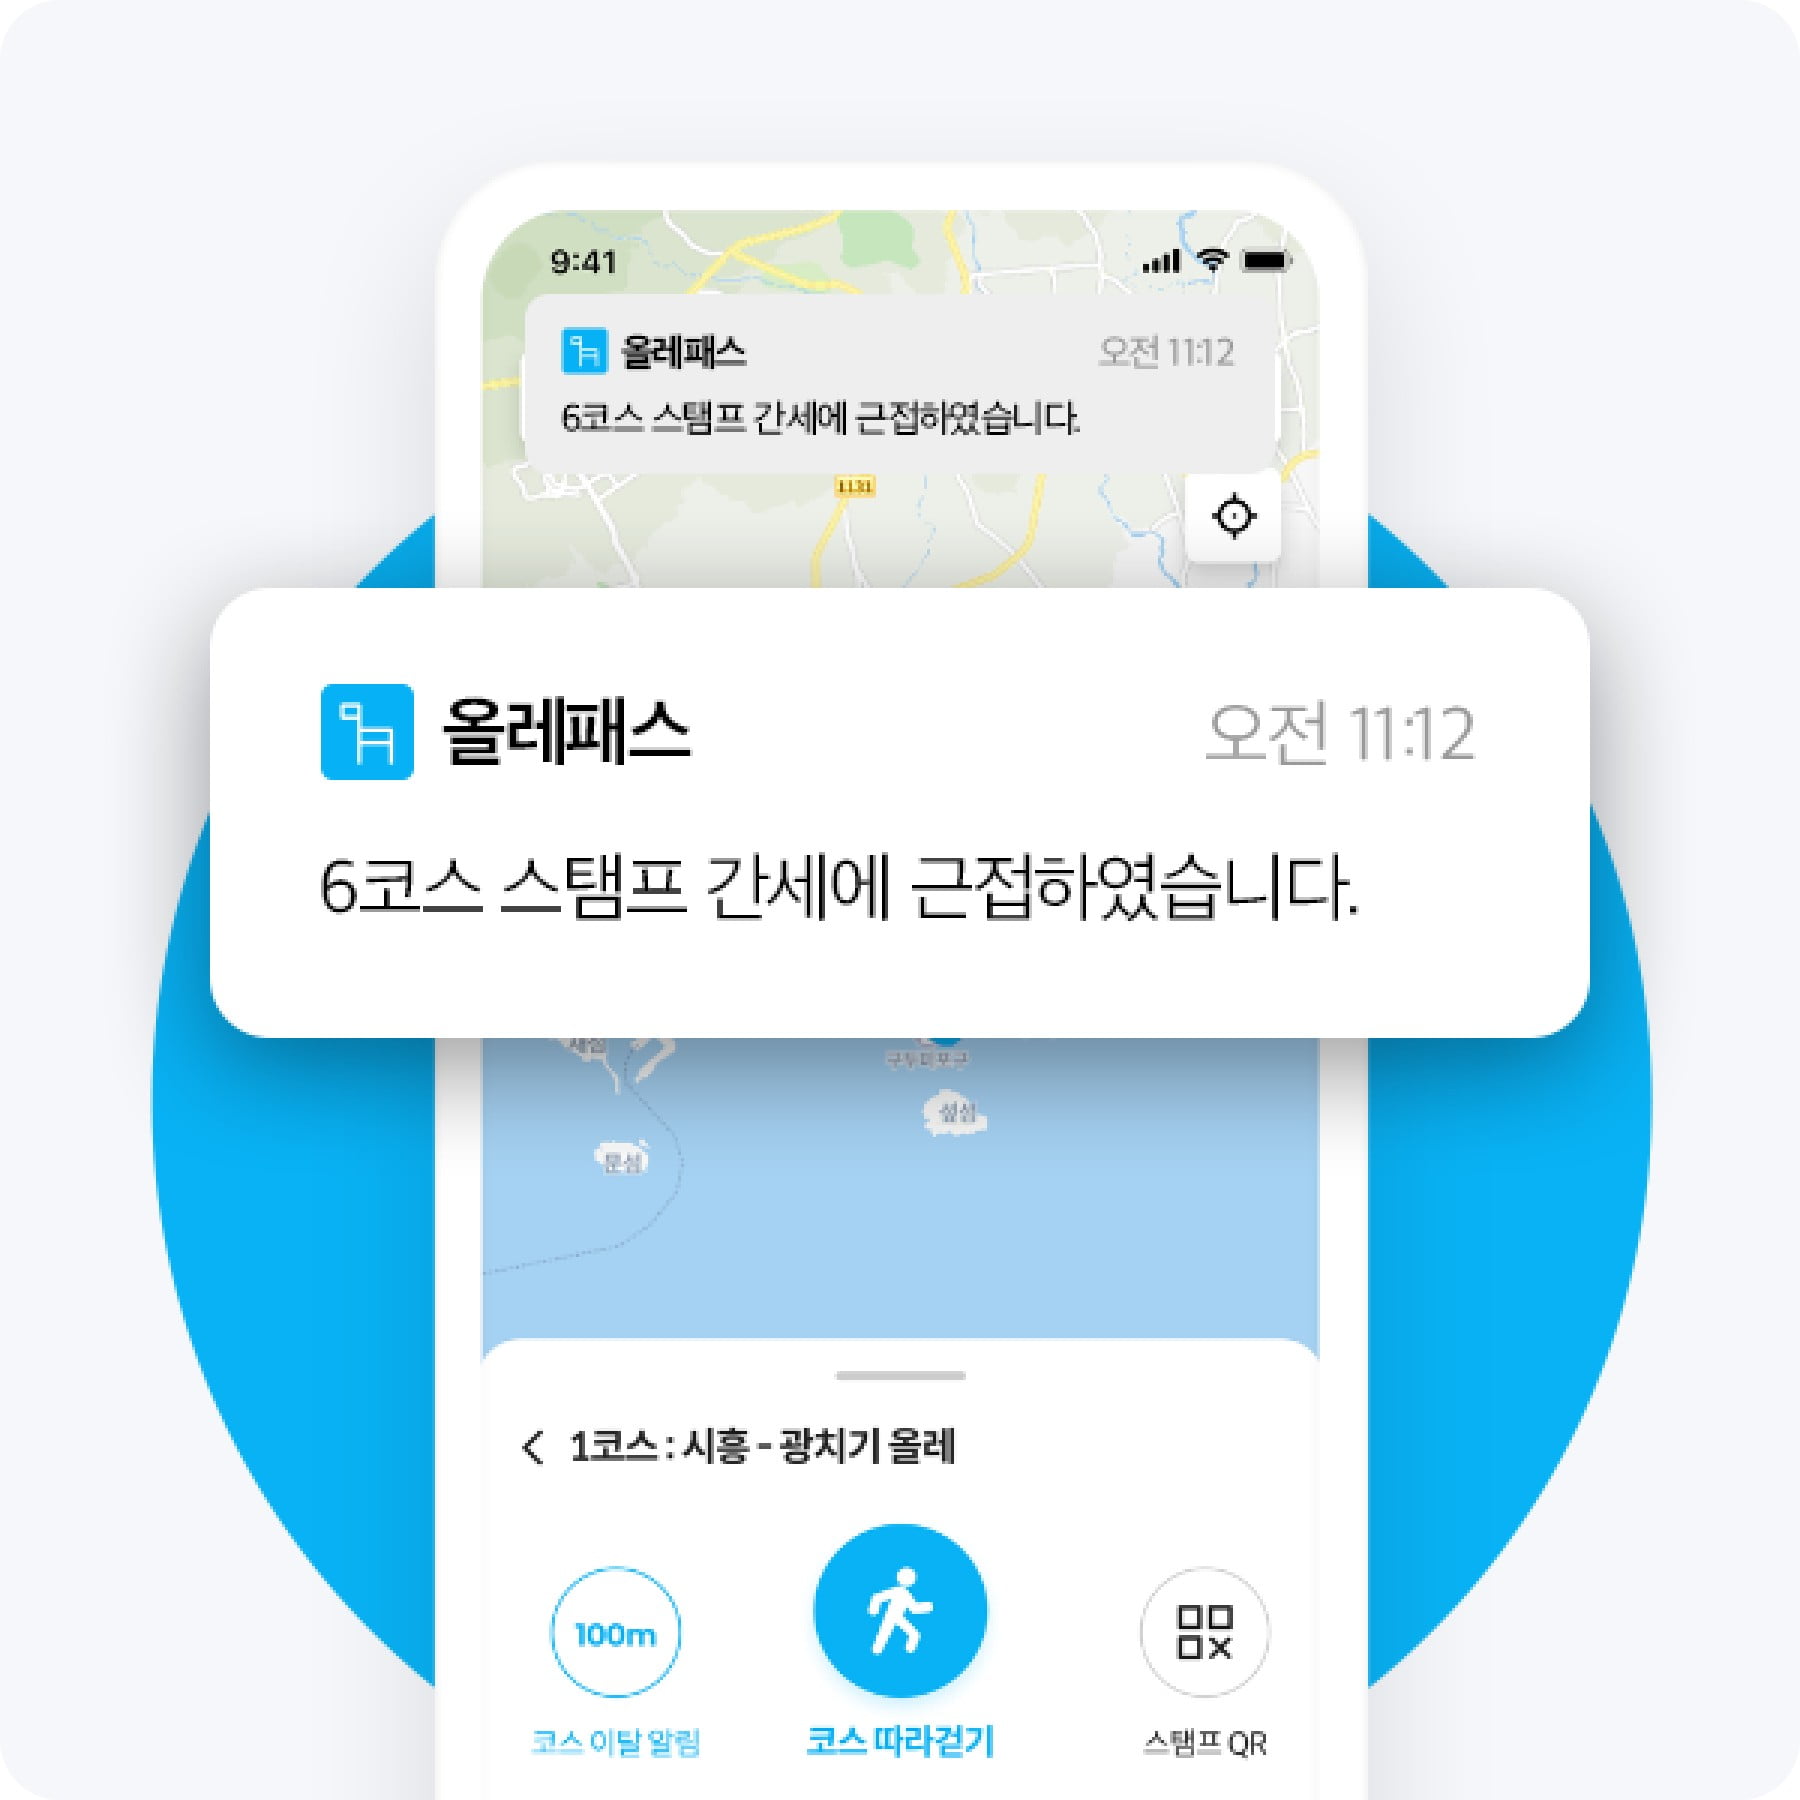 9:41
올레패스
오전 11:12
6코스 스탬프 간세에 근접하였습니다.
1131
올레패스
오전 11:12
6코스 스탬프 간세에 근접하였습니다.
새섬
구두미포구
섶섬
문섬
1코스 : 시흥 - 광치기 올레
100m
코스 이탈 알림
코스 따라걷기
스탬프 QR